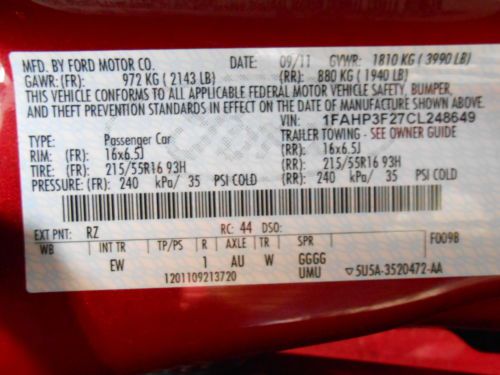 MFD. BY FORD MOTOR CO. DATE: 09/11 GVWR: 1810 KG ( 3990 LB)
GAWR: (FR): 972 KG ( 2143 LB) (RR): 880 KG ( 1940 LB)
THIS VEHICLE CONFORMS TO ALL APPLICABLE FEDERAL MOTOR VEHICLE SAFETY, BUMPER,
AND THEFT PREVENTION STANDARDS IN EFFECT ON THE DATE OF MANUFACTURE SHOWN ABOVE.
VIN: 1FAHP3F27CL248649
TYPE: Passenger Car TRAILER TOWING - SEE OWNER GUIDE
RIM: (FR): 16x6.5J (RR): 16x6.5J
TIRE: (FR): 215/55R16 93H (RR): 215/55R16 93H
PRESSURE: (FR): 240 kPa/ 35 PSI COLD (RR): 240 kPa/ 35 PSI COLD
EXT PNT: RZ RC: 44 DSO: F0098
WB INT TR TP/PS R AXLE TR SPR
EW 1 AU W GGGG
1201109213720 UMU ▽5U5A-3520472-AA